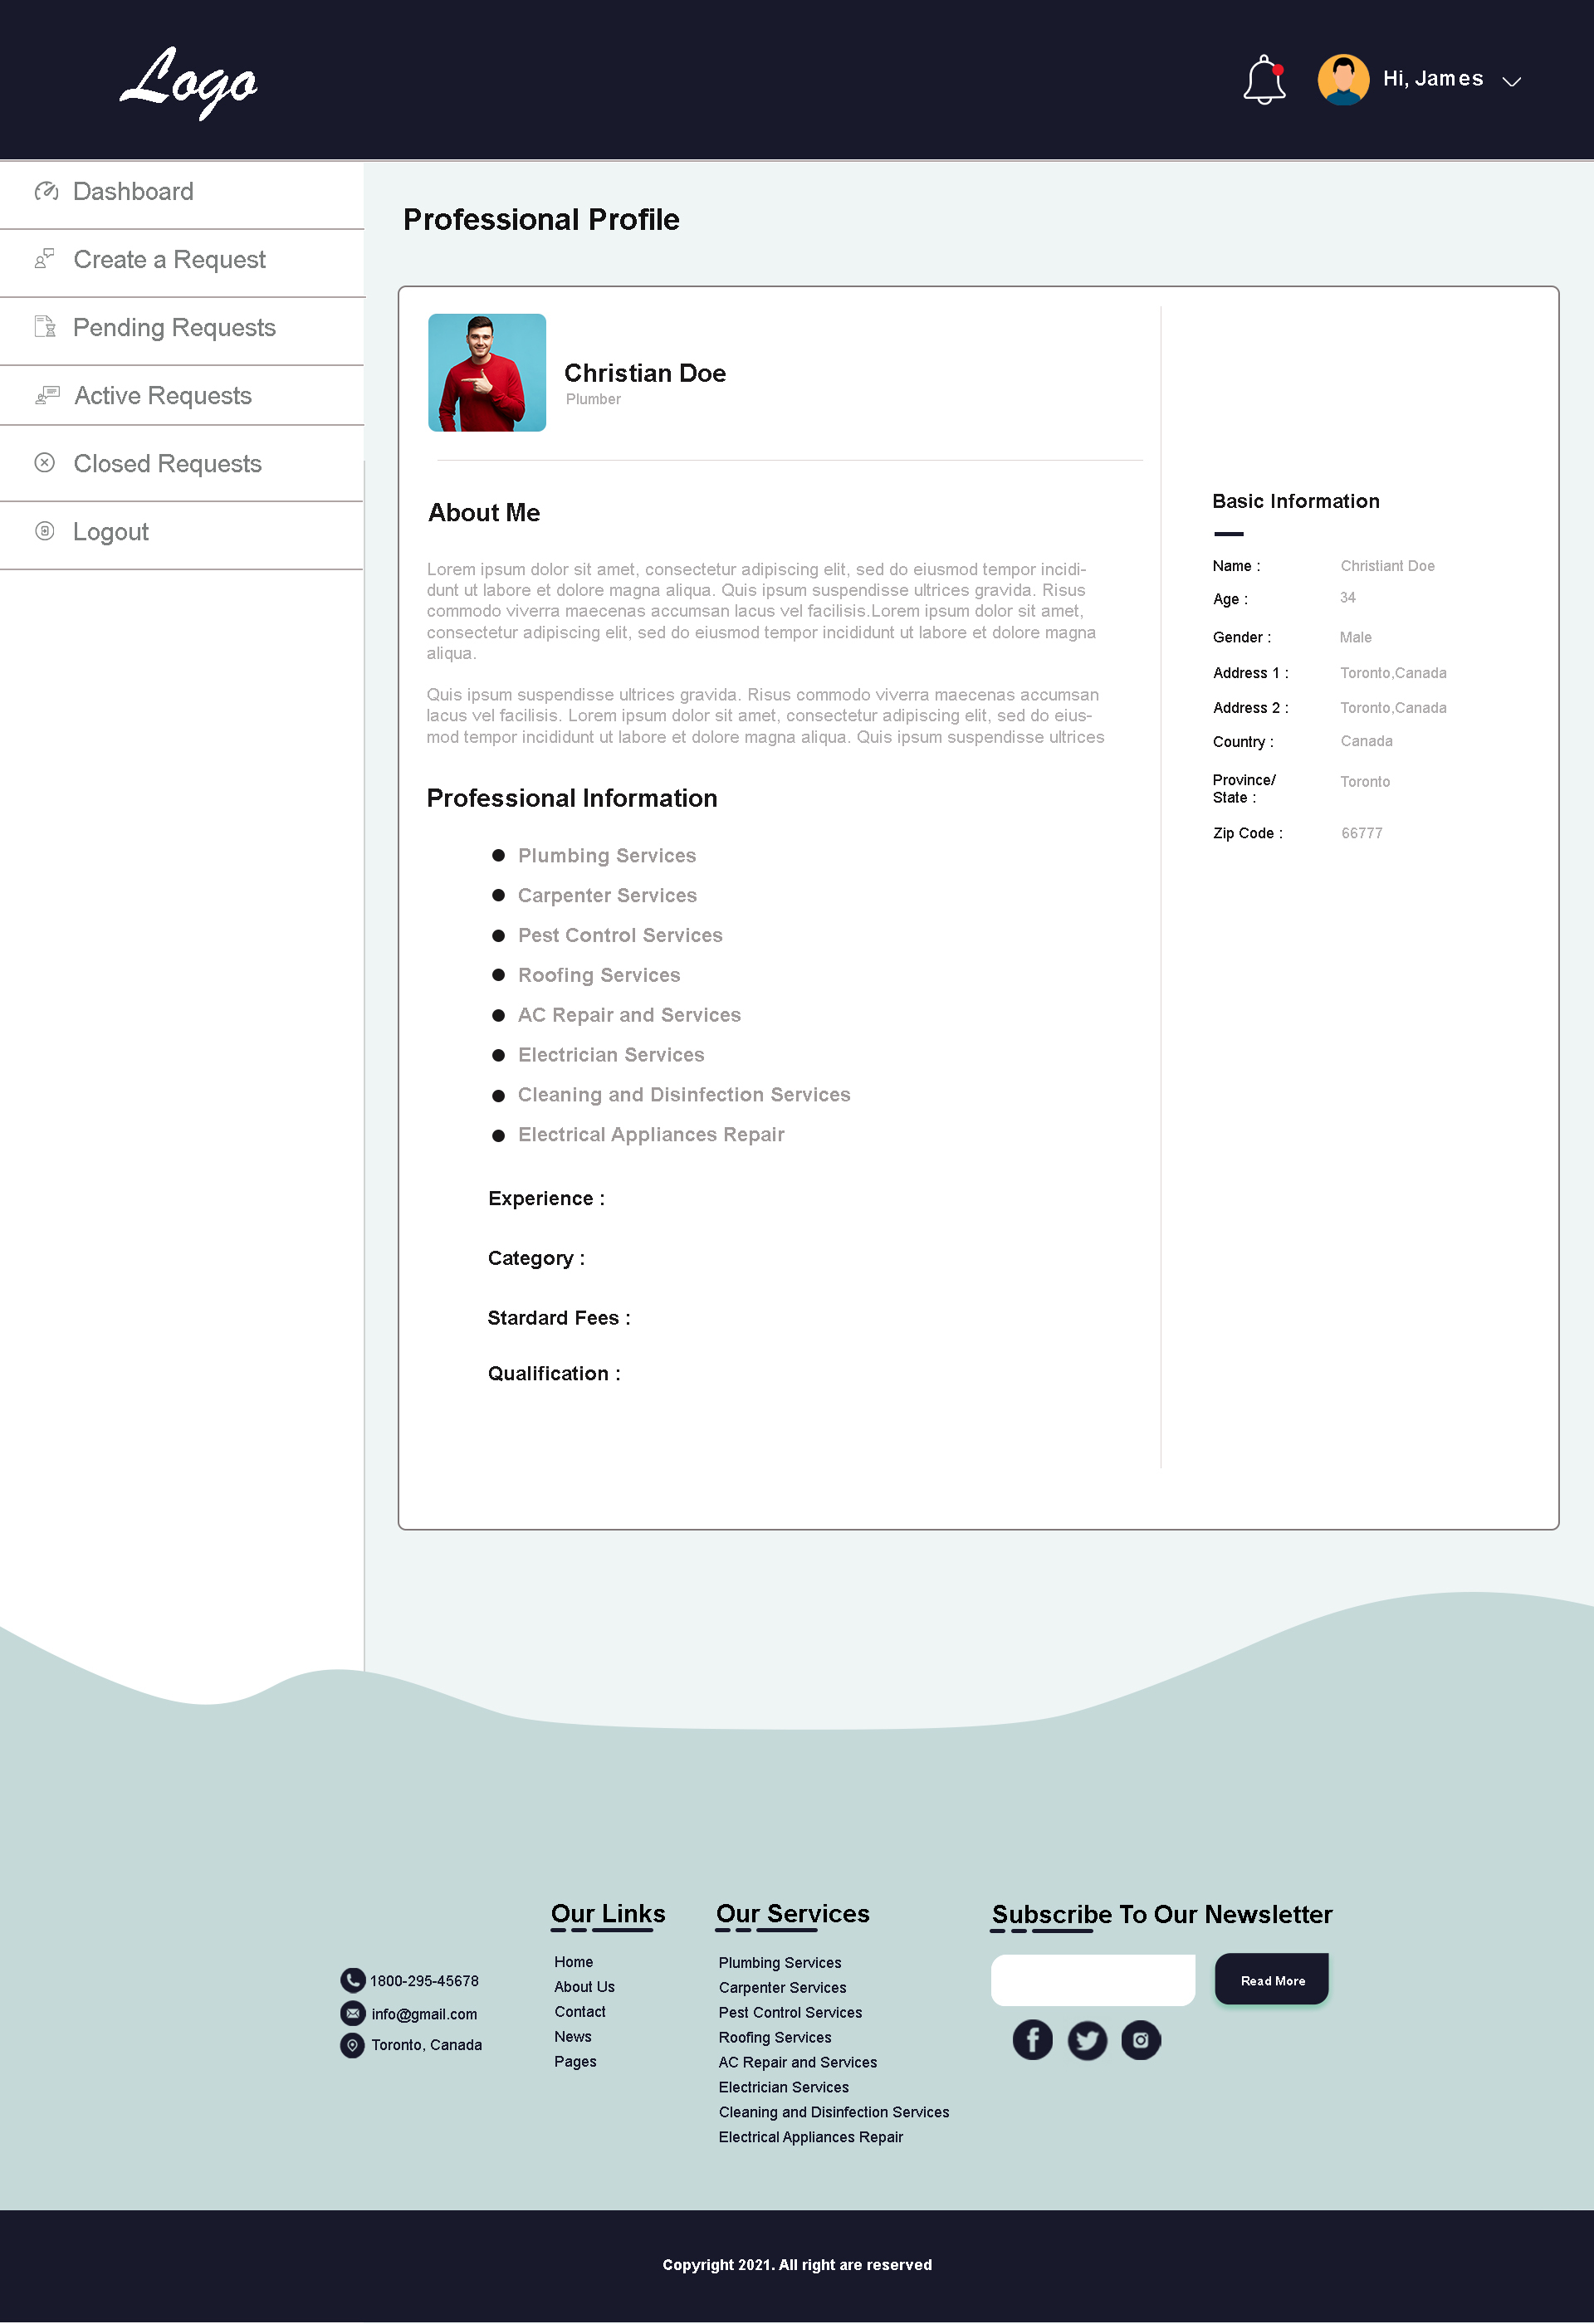 Logo
Hi, James
Dashboard
Create a Request
Pending Requests
Active Requests
Closed Requests
Logout
Professional Profile
Christian Doe
Plumber
About Me
Lorem ipsum dolor sit amet, consectetur adipiscing elit, sed do eiusmod tempor incidi-
dunt ut labore et dolore magna aliqua. Quis ipsum suspendisse ultrices gravida. Risus
commodo viverra maecenas accumsan lacus vel facilisis.Lorem ipsum dolor sit amet,
consectetur adipiscing elit, sed do eiusmod tempor incididunt ut labore et dolore magna
aliqua.
Quis ipsum suspendisse ultrices gravida. Risus commodo viverra maecenas accumsan
lacus vel facilisis. Lorem ipsum dolor sit amet, consectetur adipiscing elit, sed do eius-
mod tempor incididunt ut labore et dolore magna aliqua. Quis ipsum suspendisse ultrices
Professional Information
Plumbing Services
Carpenter Services
Pest Control Services
Roofing Services
AC Repair and Services
Electrician Services
Cleaning and Disinfection Services
Electrical Appliances Repair
Experience :
Category :
Stardard Fees :
Qualification :
Basic Information
Name : Christiant Doe
Age : 34
Gender : Male
Address 1 : Toronto,Canada
Address 2 : Toronto,Canada
Country : Canada
Province/
State : Toronto
Zip Code : 66777
1800-295-45678
info@gmail.com
Toronto, Canada
Our Links
Home
About Us
Contact
News
Pages
Our Services
Plumbing Services
Carpenter Services
Pest Control Services
Roofing Services
AC Repair and Services
Electrician Services
Cleaning and Disinfection Services
Electrical Appliances Repair
Subscribe To Our Newsletter
Read More
Copyright 2021. All right are reserved